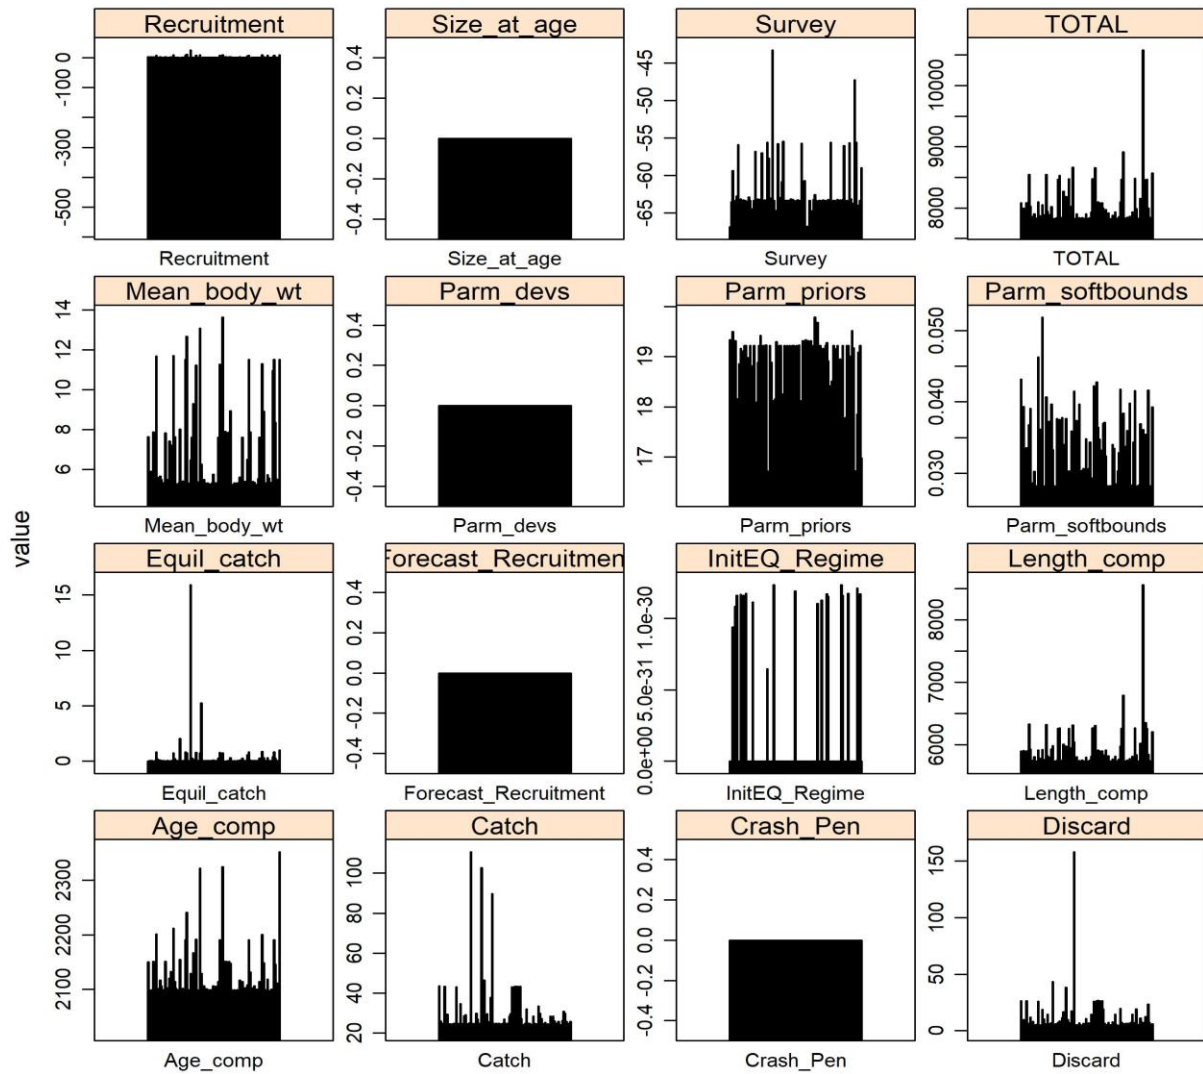 value
Recruitment
-500
-300
-100
0
Recruitment
Size_at_age
-0.4
-0.2
0.0
0.2
0.4
Size_at_age
Survey
-65
-60
-55
-50
-45
Survey
TOTAL
8000
9000
10000
TOTAL
Mean_body_wt
6
8
10
12
14
Mean_body_wt
Parm_devs
-0.4
-0.2
0.0
0.2
0.4
Parm_devs
Parm_priors
17
18
19
Parm_priors
Parm_softbounds
0.030
0.040
0.050
Parm_softbounds
Equil_catch
0
5
10
15
Equil_catch
Forecast_Recruitmen
-0.4
-0.2
0.0
0.2
0.4
Forecast_Recruitment
InitEQ_Regime
0.0e+00
5.0e-31
1.0e-30
InitEQ_Regime
Length_comp
6000
7000
8000
Length_comp
Age_comp
2100
2200
2300
Age_comp
Catch
20
40
60
80
100
Catch
Crash_Pen
-0.4
-0.2
0.0
0.2
0.4
Crash_Pen
Discard
0
50
100
150
Discard